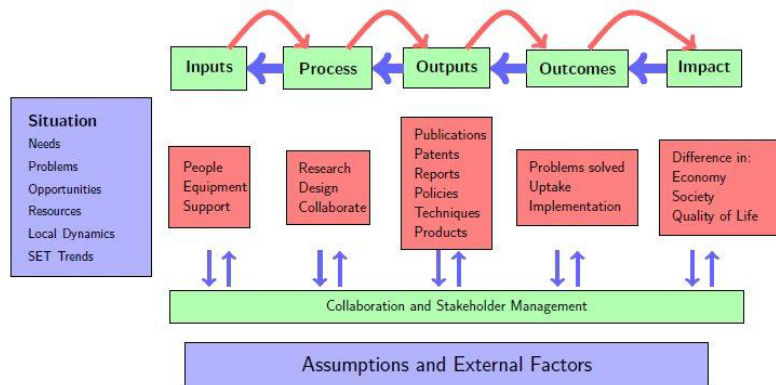 Inputs
Process
Outputs
Outcomes
Impact
Situation
Needs
Problems
Opportunities
Resources
Local Dynamics
SET Trends
People
Equipment
Support
Research
Design
Collaborate
Publications
Patents
Reports
Policies
Techniques
Products
Problems solved
Uptake
Implementation
Difference in:
Economy
Society
Quality of Life
Collaboration and Stakeholder Management
Assumptions and External Factors